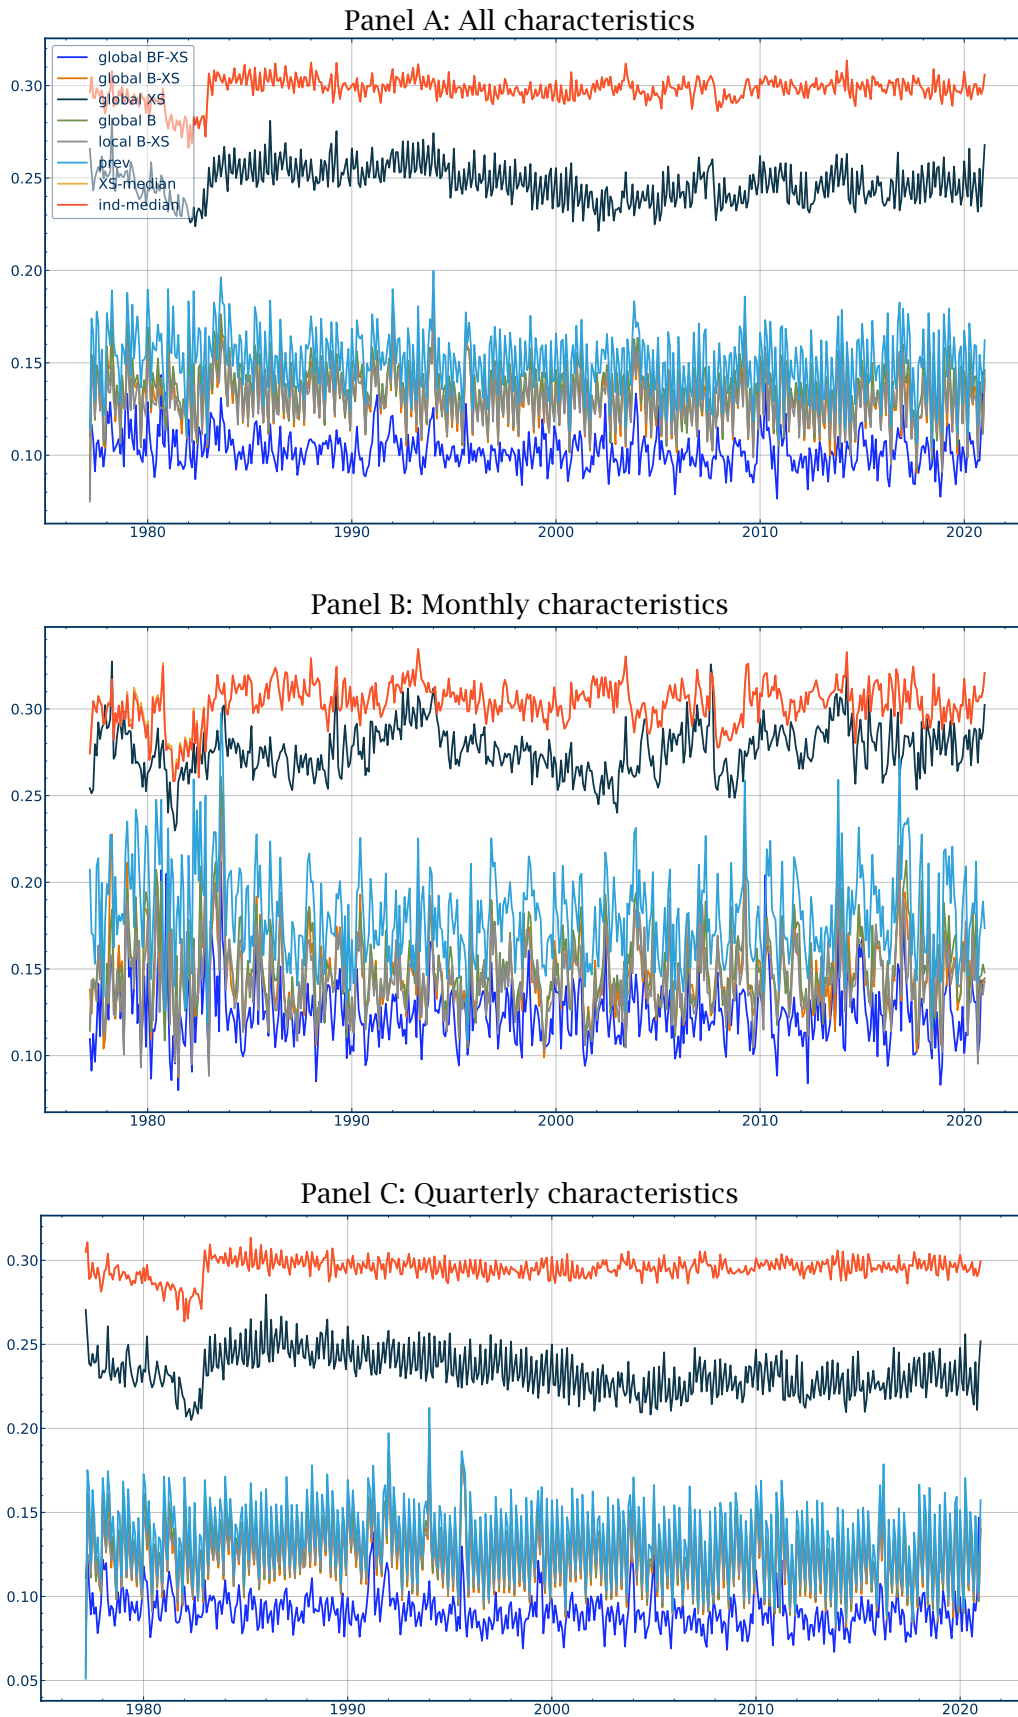 Panel A: All characteristics
global BF-XS
global B-XS
global XS
global B
local B-XS
prev
XS-median
ind-median
0.30
0.25
0.20
0.15
0.10
1980 1990 2000 2010 2020
Panel B: Monthly characteristics
0.30
0.25
0.20
0.15
0.10
1980 1990 2000 2010 2020
Panel C: Quarterly characteristics
0.30
0.25
0.20
0.15
0.10
0.05
1980 1990 2000 2010 2020